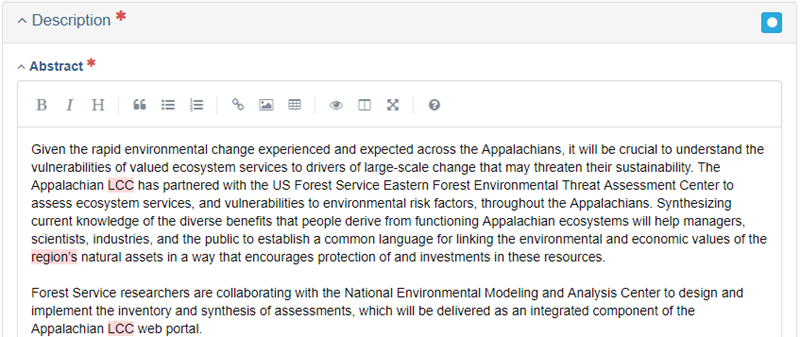 Description *
Abstract *
B I H
Given the rapid environmental change experienced and expected across the Appalachians, it will be crucial to understand the
vulnerabilities of valued ecosystem services to drivers of large-scale change that may threaten their sustainability. The
Appalachian LCC has partnered with the US Forest Service Eastern Forest Environmental Threat Assessment Center to
assess ecosystem services, and vulnerabilities to environmental risk factors, throughout the Appalachians. Synthesizing
current knowledge of the diverse benefits that people derive from functioning Appalachian ecosystems will help managers,
scientists, industries, and the public to establish a common language for linking the environmental and economic values of the
region's natural assets in a way that encourages protection of and investments in these resources.
Forest Service researchers are collaborating with the National Environmental Modeling and Analysis Center to design and
implement the inventory and synthesis of assessments, which will be delivered as an integrated component of the
Appalachian LCC web portal.